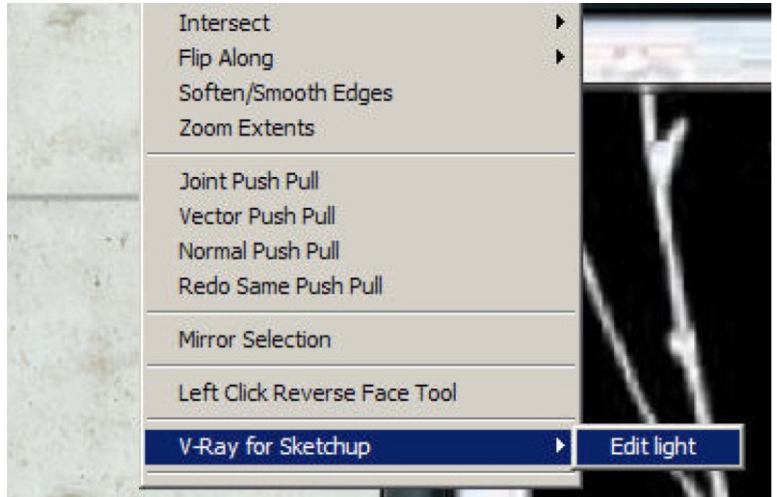 Intersect
Flip Along
Soften/Smooth Edges
Zoom Extents
Joint Push Pull
Vector Push Pull
Normal Push Pull
Redo Same Push Pull
Mirror Selection
Left Click Reverse Face Tool
V-Ray for Sketchup
Edit light